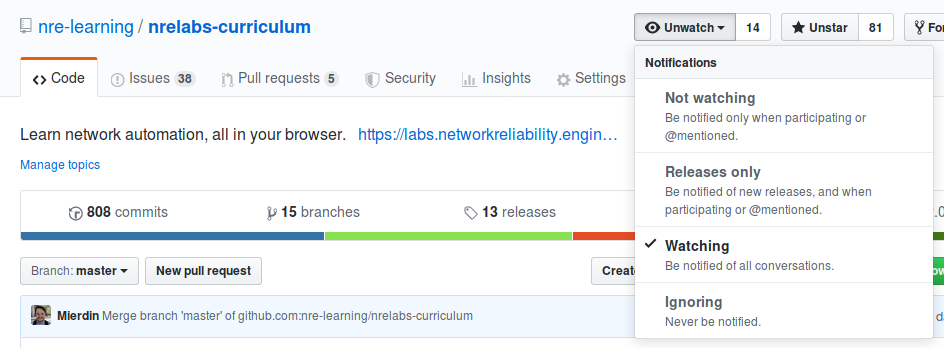 nre-learning / nrelabs-curriculum
Unwatch 14 Unstar 81
Code Issues 38 Pull requests 5 Security Insights Settings
Notifications
Not watching
Be notified only when participating or
@mentioned.
Learn network automation, all in your browser. https://labs.networkreliability.engin…
Manage topics
Releases only
Be notified of new releases, and when
participating or @mentioned.
808 commits 15 branches 13 releases
Watching
Be notified of all conversations.
Branch: master New pull request
Ignoring
Never be notified.
Mierdin Merge branch 'master' of github.com:nre-learning/nrelabs-curriculum